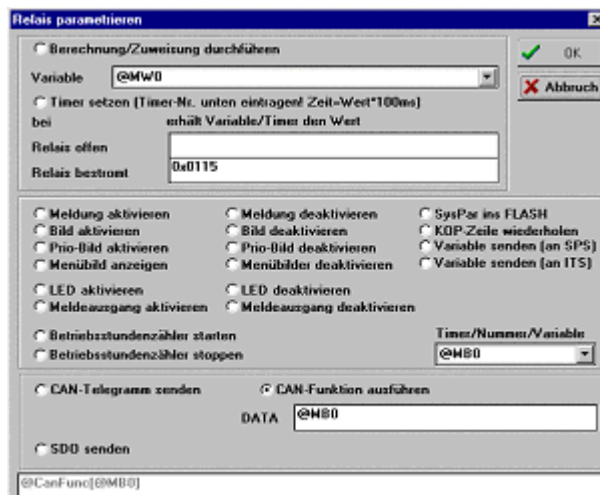 Relais parametrieren
Berechnung/Zuweisung durchführen
OK
Variable @MW0
Abbruch
Timer setzen (Timer-Nr. unten eintragen! Zeit=Wert*100ms)
bei erhält Variable/Timer den Wert
Relais offen
Relais bestromt 0x0115
Meldung aktivieren Meldung deaktivieren SysPar ins FLASH
Bild aktivieren Bild deaktivieren KOP-Zeile wiederholen
Prio-Bild aktivieren Prio-Bild deaktivieren Variable senden (an SPS)
Menübild anzeigen Menübilder deaktivieren Variable senden (an ITS)
LED aktivieren LED deaktivieren
Meldeausgang aktivieren Meldeausgang deaktivieren
Betriebsstundenzähler starten Timer/Nummer/Variable
Betriebsstundenzähler stoppen @MB0
CAN-Telegramm senden CAN-Funktion ausführen
DATA @MB0
SDO senden
@CanFunc[@MB0]